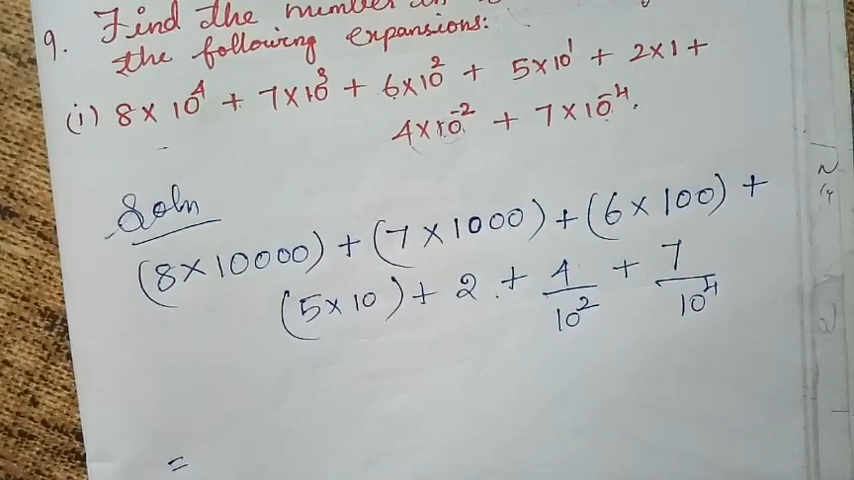 9. Find the number
the following expansions:
(i) 8 × 10⁴ + 7×10³ + 6×10² + 5×10¹ + 2×1 +
4×10⁻² + 7×10⁻⁴.
Soln
(8×10000) + (7×1000) + (6×100) +
(5×10) + 2 + 4/10² + 7/10⁴
=